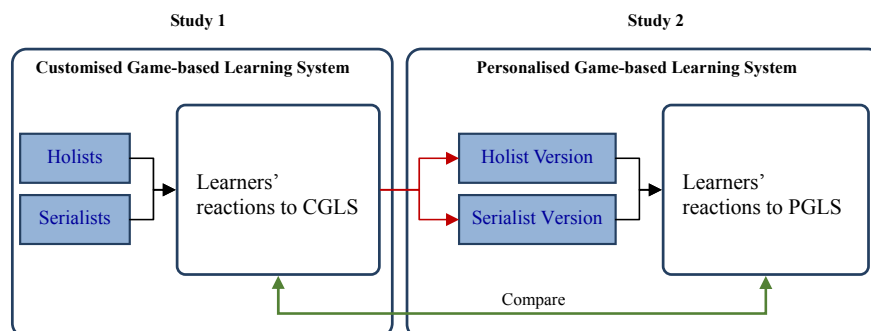 Study 1
Study 2
Customised Game-based Learning System
Personalised Game-based Learning System
Holists
Serialists
Learners’
reactions to CGLS
Holist Version
Serialist Version
Learners’
reactions to PGLS
Compare